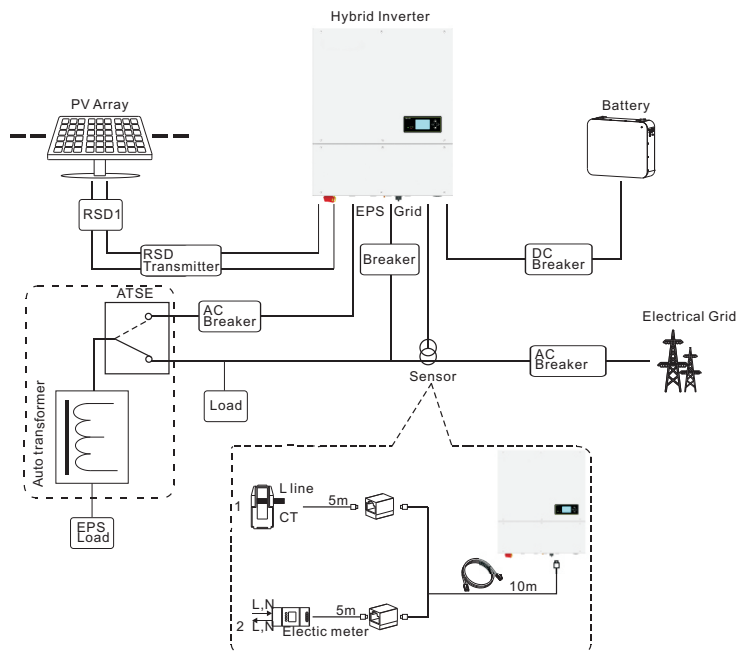 Hybrid Inverter
PV Array
Battery
RSD1
EPS Grid
RSD
Transmitter
Breaker
DC
Breaker
ATSE
AC
Breaker
Electrical Grid
AC
Breaker
Sensor
Load
Auto transformer
L line
1
5m
CT
EPS
Load
10m
L,N
5m
2 L,N
Electic meter